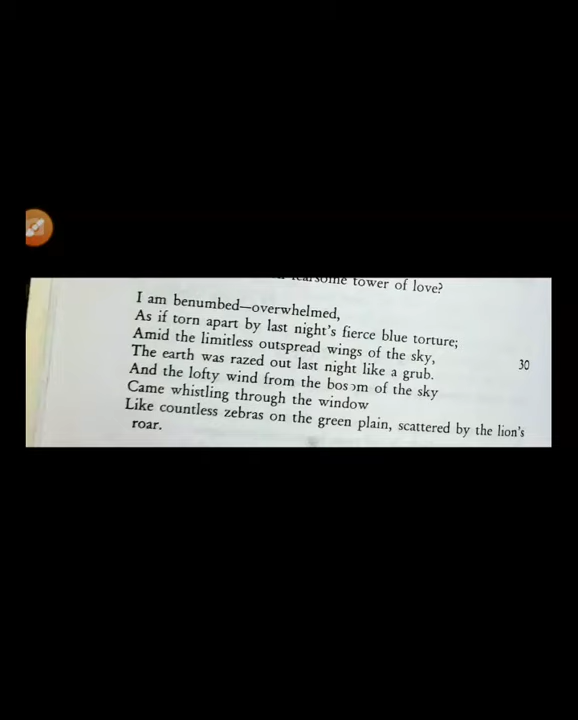 fearsome tower of love?
I am benumbed—overwhelmed,
As if torn apart by last night's fierce blue torture;
Amid the limitless outspread wings of the sky,
The earth was razed out last night like a grub. 30
And the lofty wind from the bosom of the sky
Came whistling through the window
Like countless zebras on the green plain, scattered by the lion's
roar.